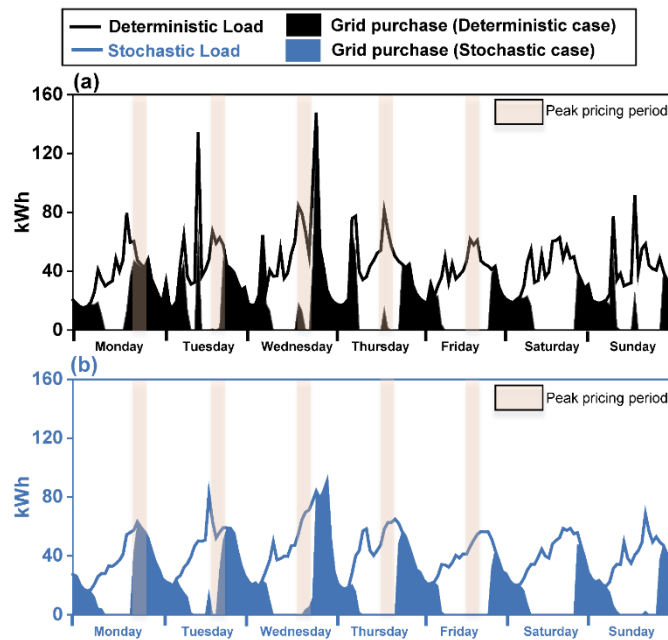 Deterministic Load Grid purchase (Deterministic case)
Stochastic Load Grid purchase (Stochastic case)
(a)
160
Peak pricing period
120
kWh
80
40
0
Monday Tuesday Wednesday Thursday Friday Saturday Sunday
(b)
160
Peak pricing period
120
kWh
80
40
0
Monday Tuesday Wednesday Thursday Friday Saturday Sunday